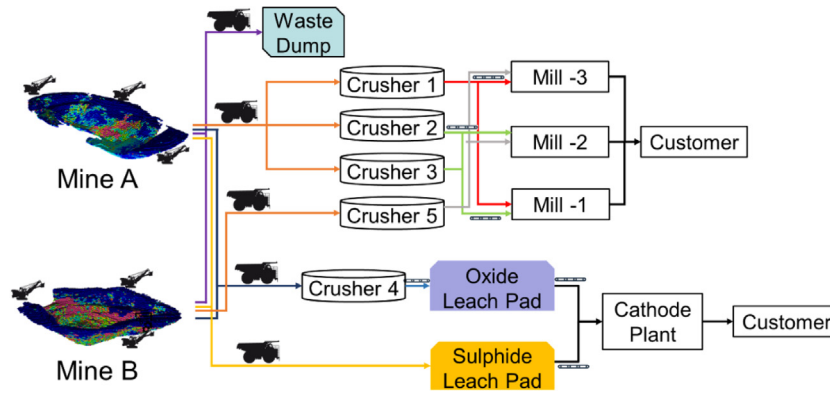 Waste
Dump
Crusher 1
Mill -3
Crusher 2
Mill -2
Customer
Mine A
Crusher 3
Crusher 5
Mill -1
Crusher 4
Oxide
Leach Pad
Cathode
Plant
Customer
Mine B
Sulphide
Leach Pad